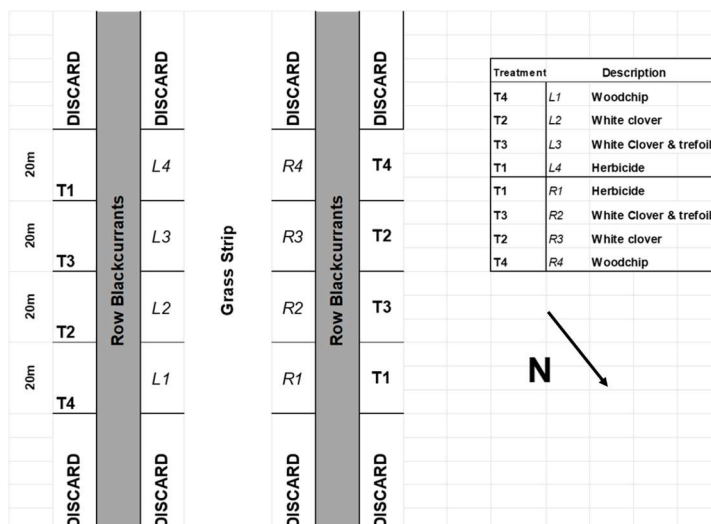 DISCARD
DISCARD
DISCARD
DISCARD
20m
T1
L4
R4
T4
20m
T3
L3
R3
T2
20m
T2
L2
R2
T3
20m
T4
L1
R1
T1
Row Blackcurrants
Grass Strip
Row Blackcurrants
DISCARD
DISCARD
DISCARD
DISCARD
Treatment Description
T4 L1 Woodchip
T2 L2 White clover
T3 L3 White Clover & trefoil
T1 L4 Herbicide
T1 R1 Herbicide
T3 R2 White Clover & trefoil
T2 R3 White clover
T4 R4 Woodchip
N